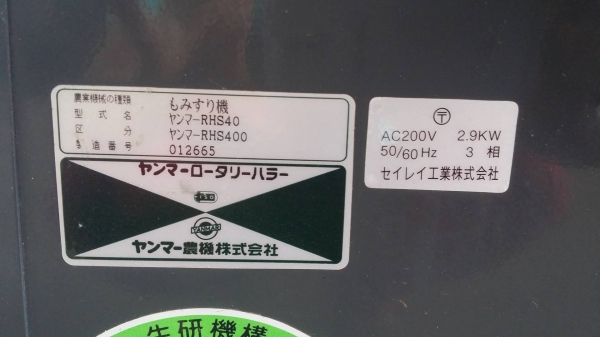 農業機械の種類 もみすり機
型式名 ヤンマーRHS40
区分 ヤンマーRHS400
製造番号 012665
ヤンマーロータリーハラー
YANMAR
ヤンマー農機株式会社
〒
AC200V 2.9KW
50/60Hz 3相
セイレイ工業株式会社
生研機構